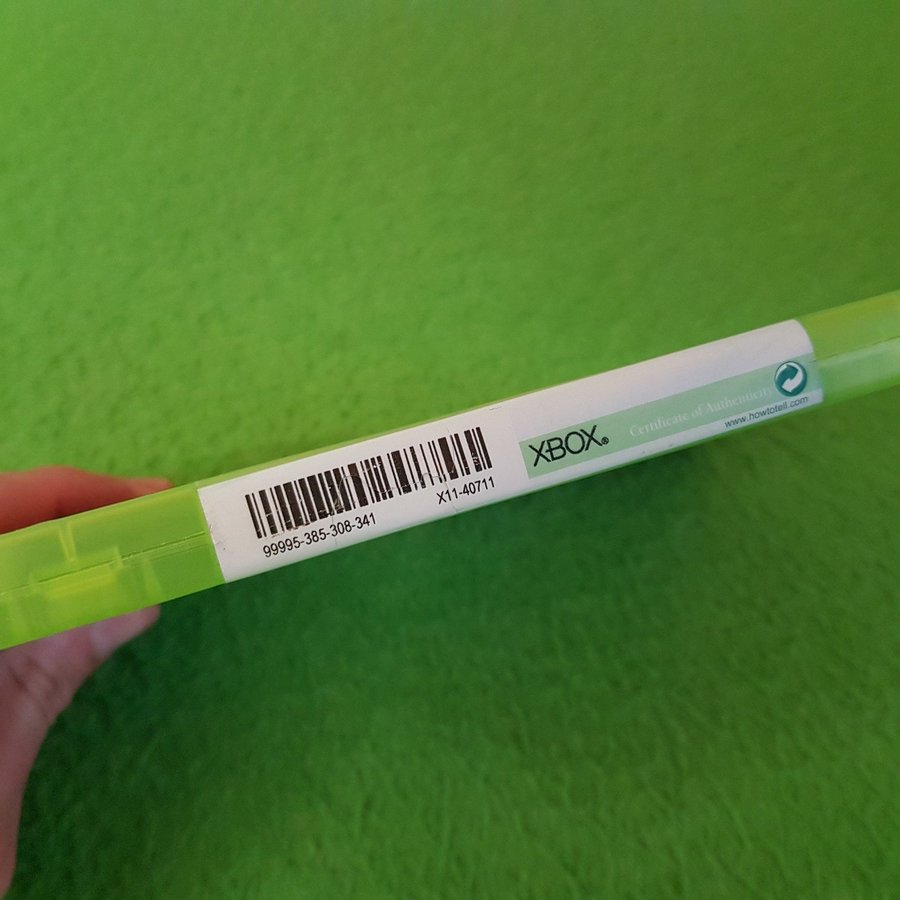 99995-385-308-341
X11-40711
XBOX®
Certificate of Authenticity
www.howtotell.com